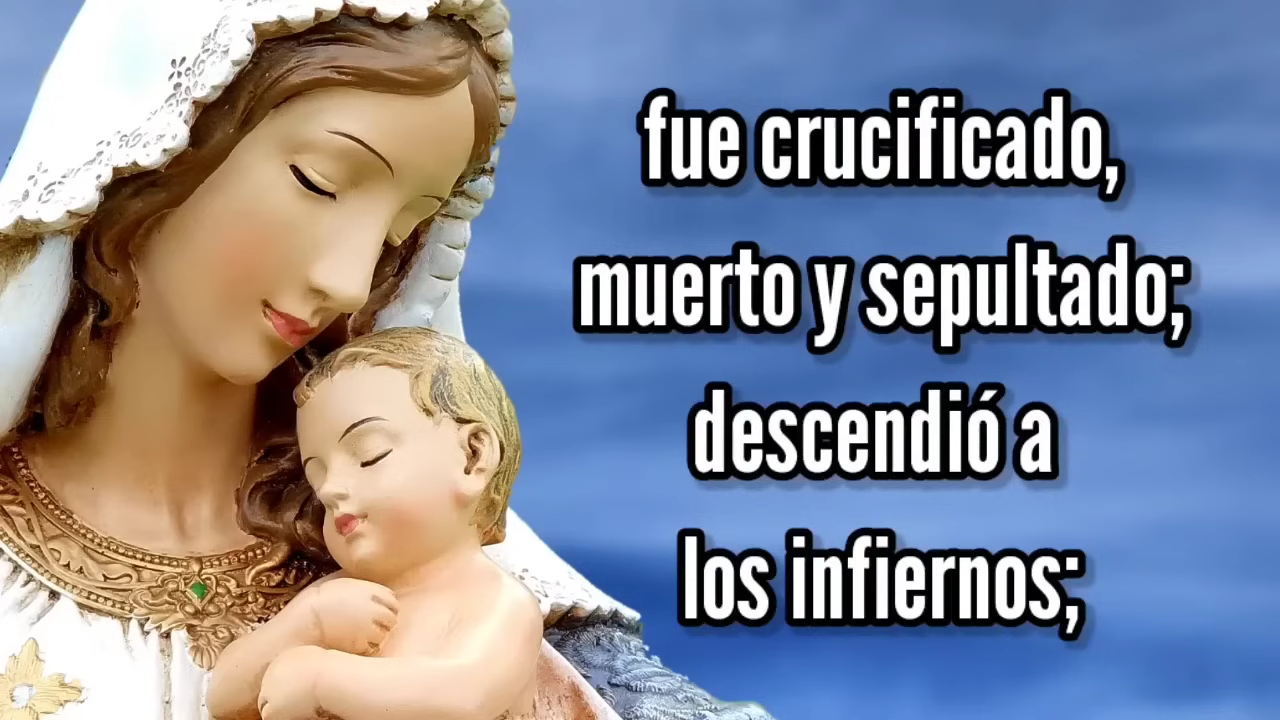 fue crucificado,
muerto y sepultado;
descendió a
los infiernos;